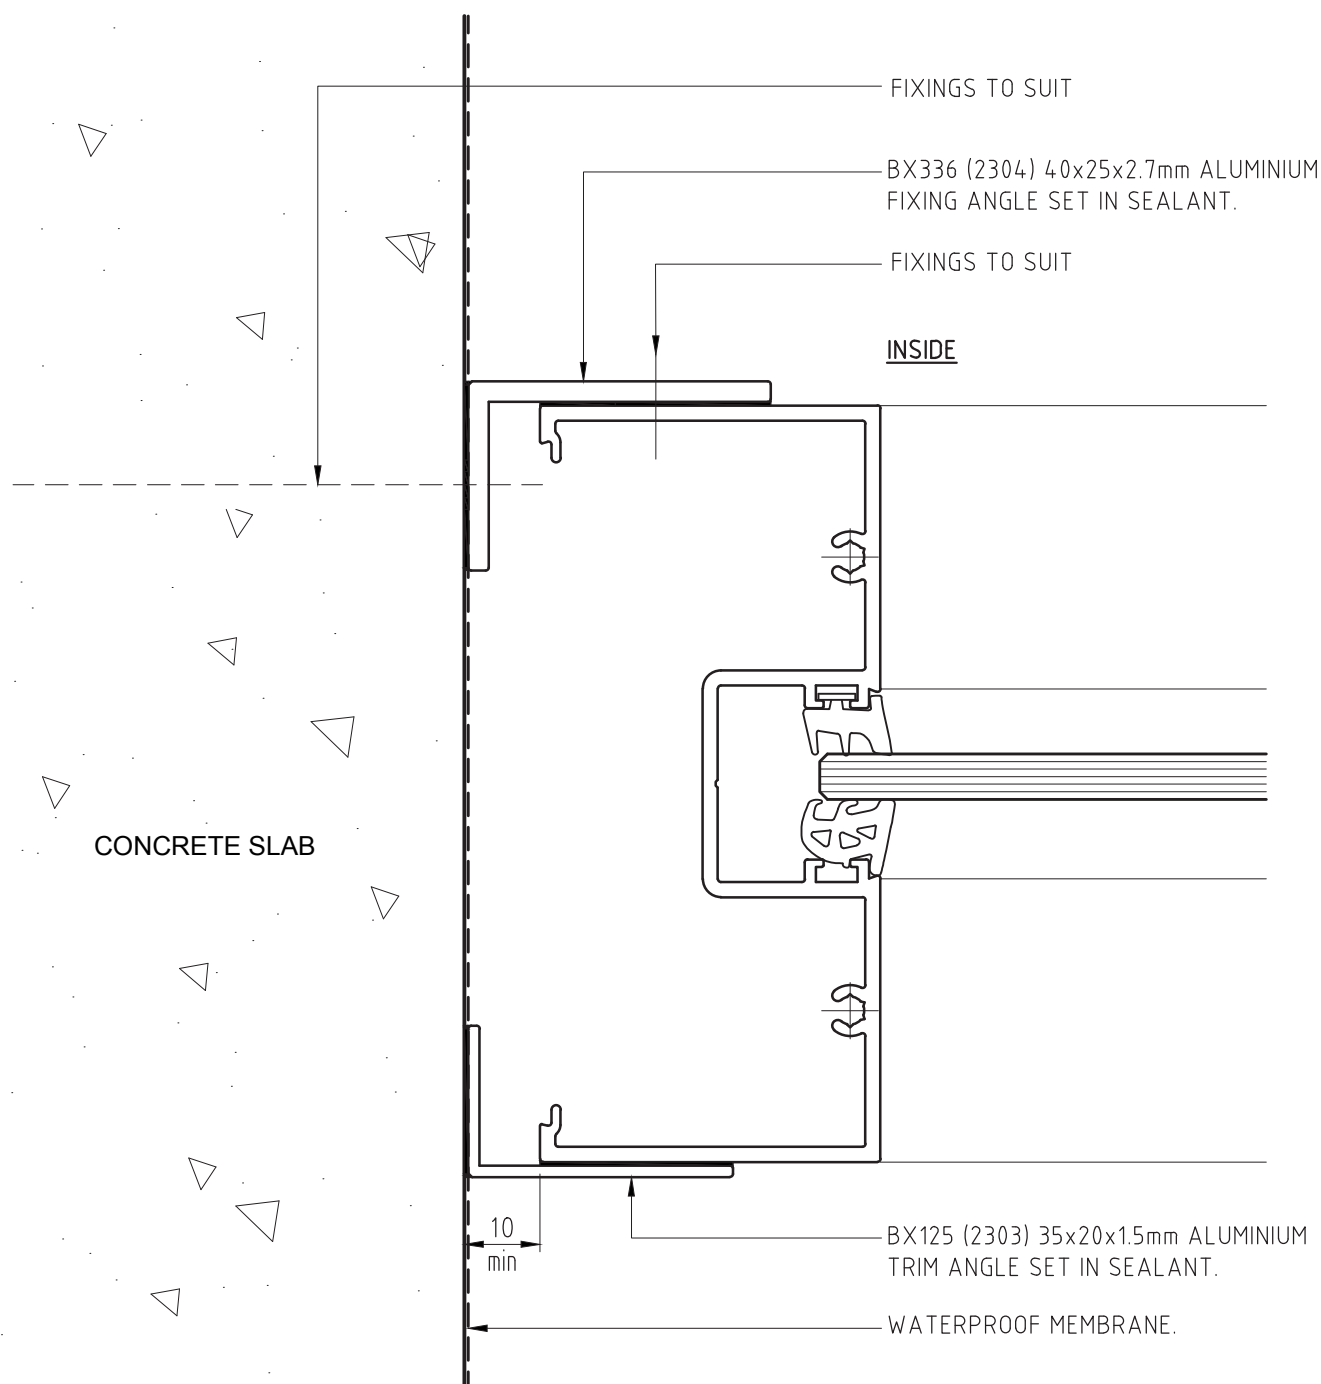 FIXINGS TO SUIT
BX336 (2304) 40x25x2.7mm ALUMINIUM
FIXING ANGLE SET IN SEALANT.
FIXINGS TO SUIT
INSIDE
CONCRETE SLAB
10
min
BX125 (2303) 35x20x1.5mm ALUMINIUM
TRIM ANGLE SET IN SEALANT.
WATERPROOF MEMBRANE.